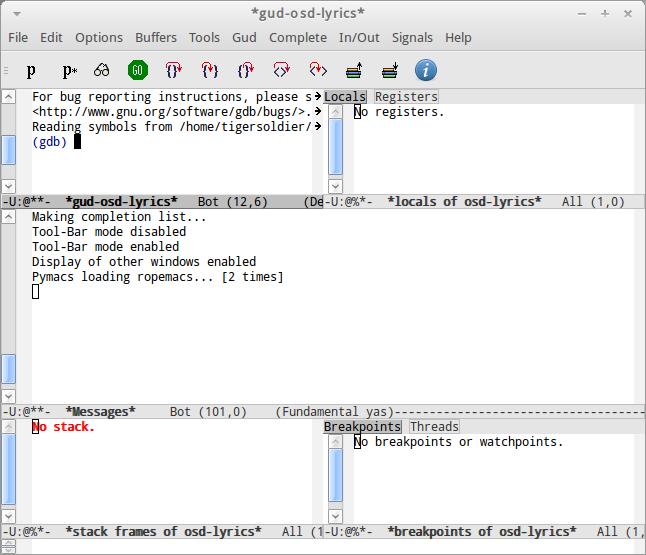 *gud-osd-lyrics*
File Edit Options Buffers Tools Gud Complete In/Out Signals Help
p p* GO {} {} {} <> <> i
For bug reporting instructions, please s
<http://www.gnu.org/software/gdb/bugs/>.
Reading symbols from /home/tigersoldier/
(gdb)
Locals Registers
No registers.
-U:@**- *gud-osd-lyrics* Bot (12,6) (De
-U:@%*- *locals of osd-lyrics* All (1,0)
Making completion list...
Tool-Bar mode disabled
Tool-Bar mode enabled
Display of other windows enabled
Pymacs loading ropemacs... [2 times]
-U:@**- *Messages* Bot (101,0) (Fundamental yas)-----------------------------------
No stack.
Breakpoints Threads
No breakpoints or watchpoints.
-U:@%*- *stack frames of osd-lyrics* All (1
-U:@%*- *breakpoints of osd-lyrics* All (1,